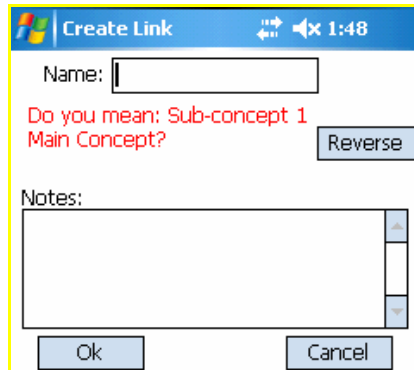 Create Link 1:48
Name:
Do you mean: Sub-concept 1
Main Concept?
Reverse
Notes:
Ok Cancel